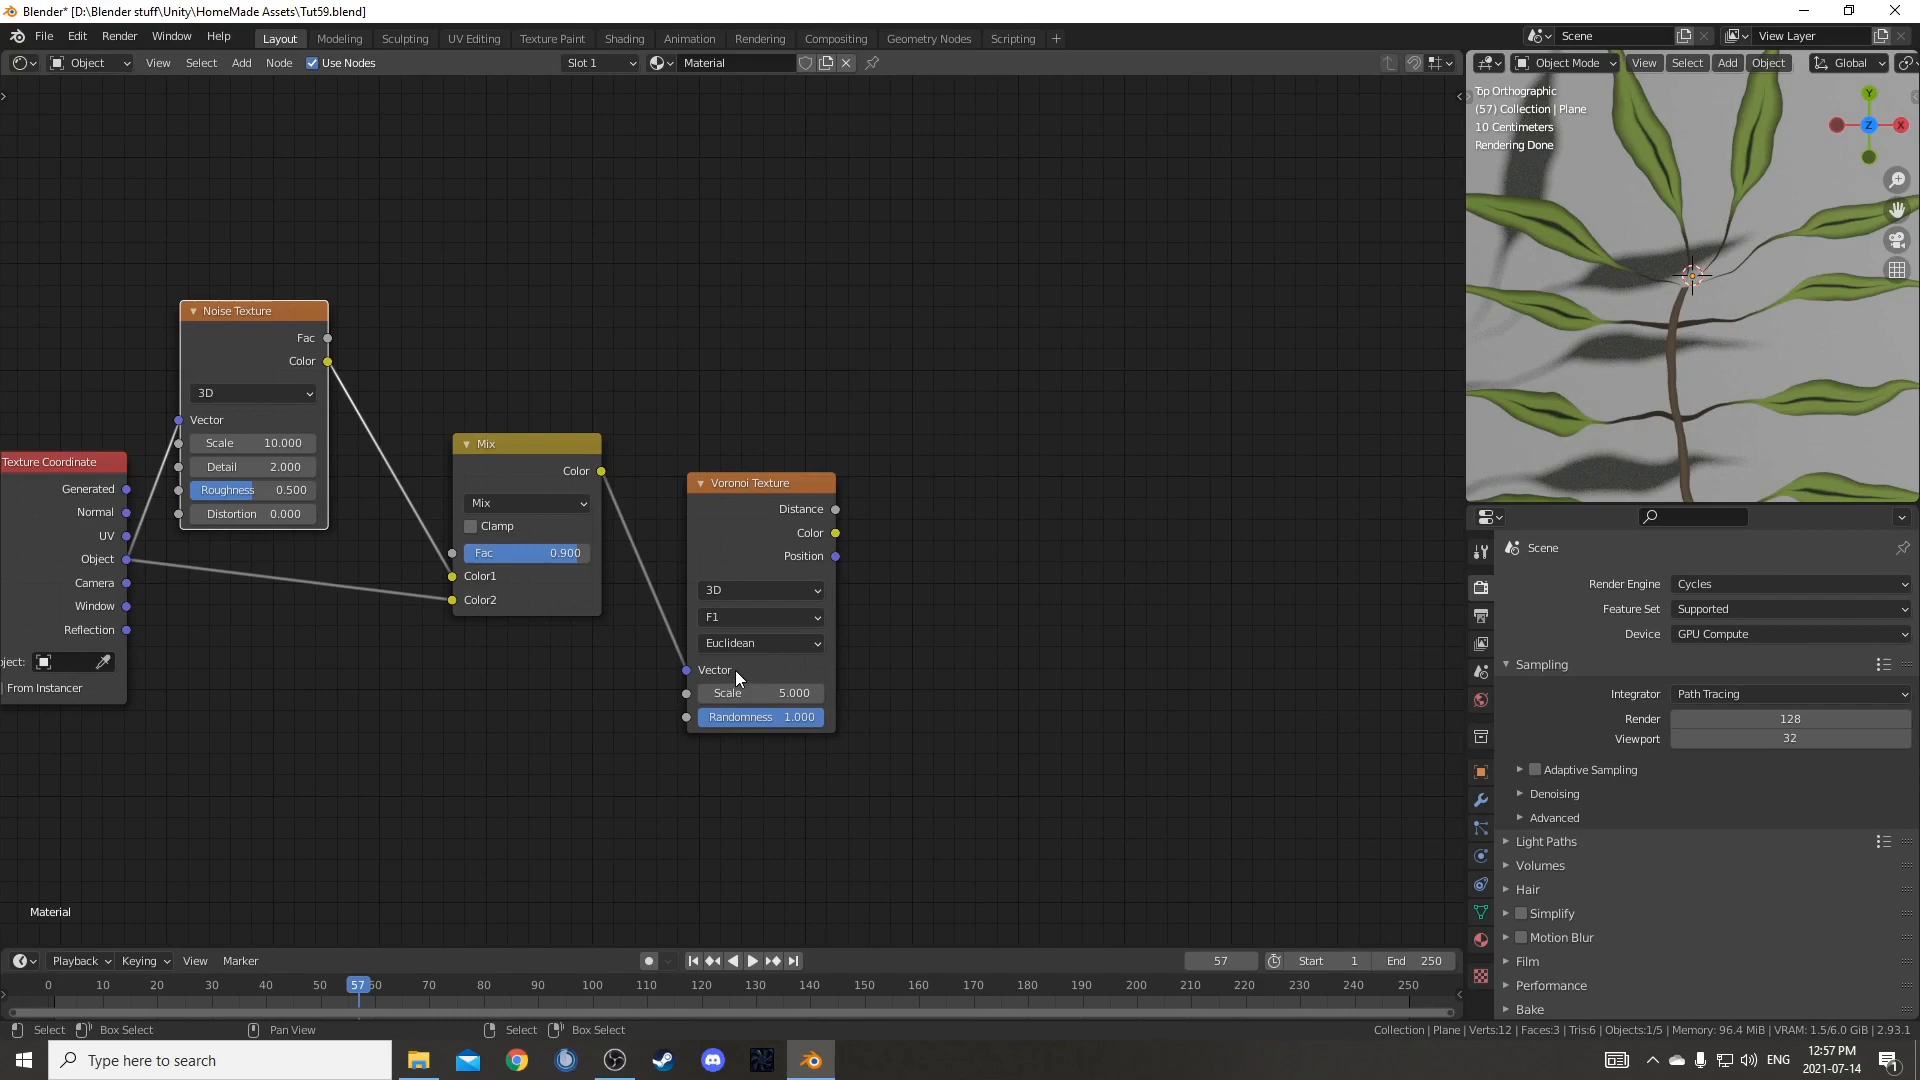 Blender* [D:\Blender stuff\Unity\HomeMade Assets\Tut59.blend]
File Edit Render Window Help Layout Modeling Sculpting UV Editing Texture Paint Shading Animation Rendering Compositing Geometry Nodes Scripting Scene View Layer
Object View Select Add Node Use Nodes Slot 1 Material
Object Mode View Select Add Object Global
Top Orthographic
(57) Collection | Plane
10 Centimeters
Rendering Done
Y
Z
X
Noise Texture
Fac
Color
3D
Vector
Scale 10.000
Detail 2.000
Roughness 0.500
Distortion 0.000
Texture Coordinate
Generated
Normal
UV
Object
Camera
Window
Reflection
From Instancer
Mix
Color
Mix
Clamp
Fac 0.900
Color1
Color2
Voronoi Texture
Distance
Color
Position
3D
F1
Euclidean
Vector
Scale 5.000
Randomness 1.000
Scene
Render Engine Cycles
Feature Set Supported
Device GPU Compute
Sampling
Integrator Path Tracing
Render 128
Viewport 32
Adaptive Sampling
Denoising
Advanced
Light Paths
Volumes
Hair
Simplify
Motion Blur
Film
Performance
Bake
Material
Playback Keying View Marker 57 Start 1 End 250
0 10 20 30 40 50 57 60 70 80 90 100 110 120 130 140 150 160 170 180 190 200 210 220 230 240 250
Select Box Select Pan View Select Box Select Collection | Plane | Verts:12 | Faces:3 | Tris:6 | Objects:1/5 | Memory: 96.4 MiB | VRAM: 1.5/6.0 GiB | 2.93.1
Type here to search
ENG
12:57 PM
2021-07-14
1